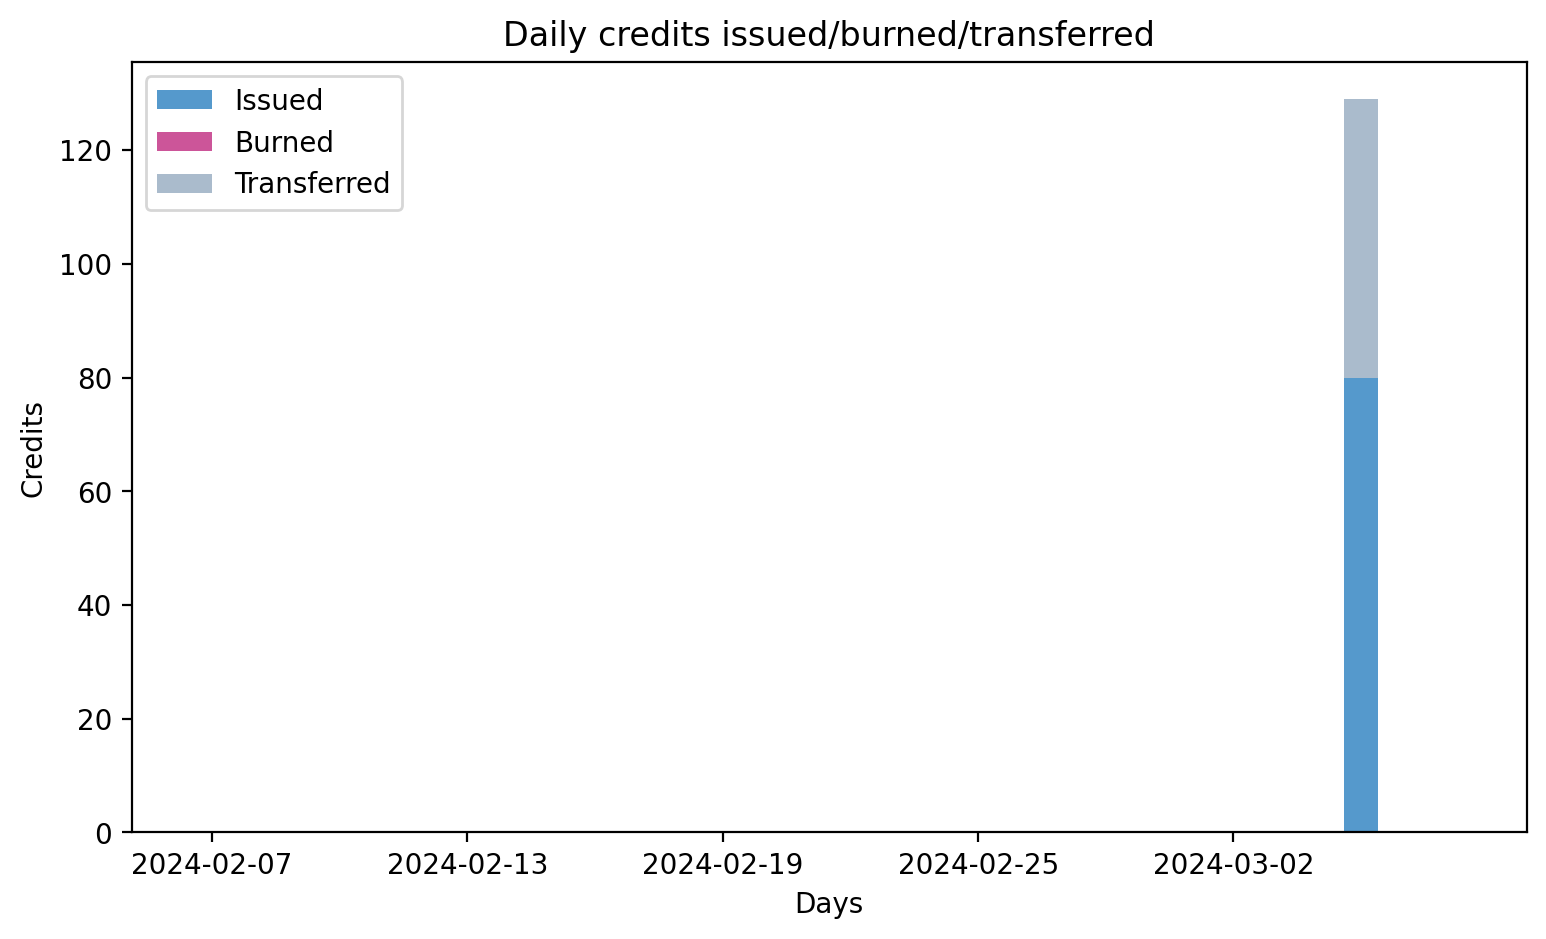 Daily credits issued/burned/transferred
Issued
Burned
Transferred
120
100
80
60
40
20
0
Credits
2024-02-07 2024-02-13 2024-02-19 2024-02-25 2024-03-02
Days